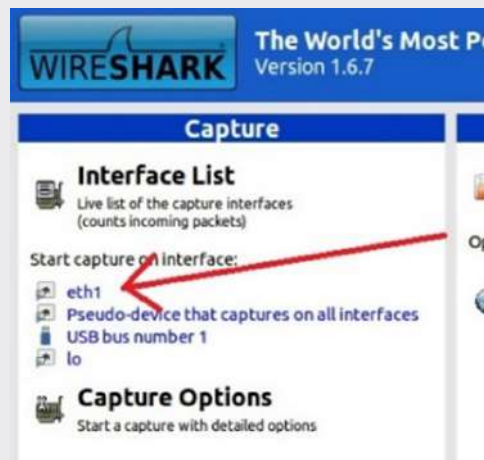 WIRESHARK
The World's Most
Version 1.6.7
Capture
Interface List
Live list of the capture interfaces
(counts incoming packets)
Start capture on interface:
eth1
Pseudo-device that captures on all interfaces
USB bus number 1
lo
Capture Options
Start a capture with detailed options